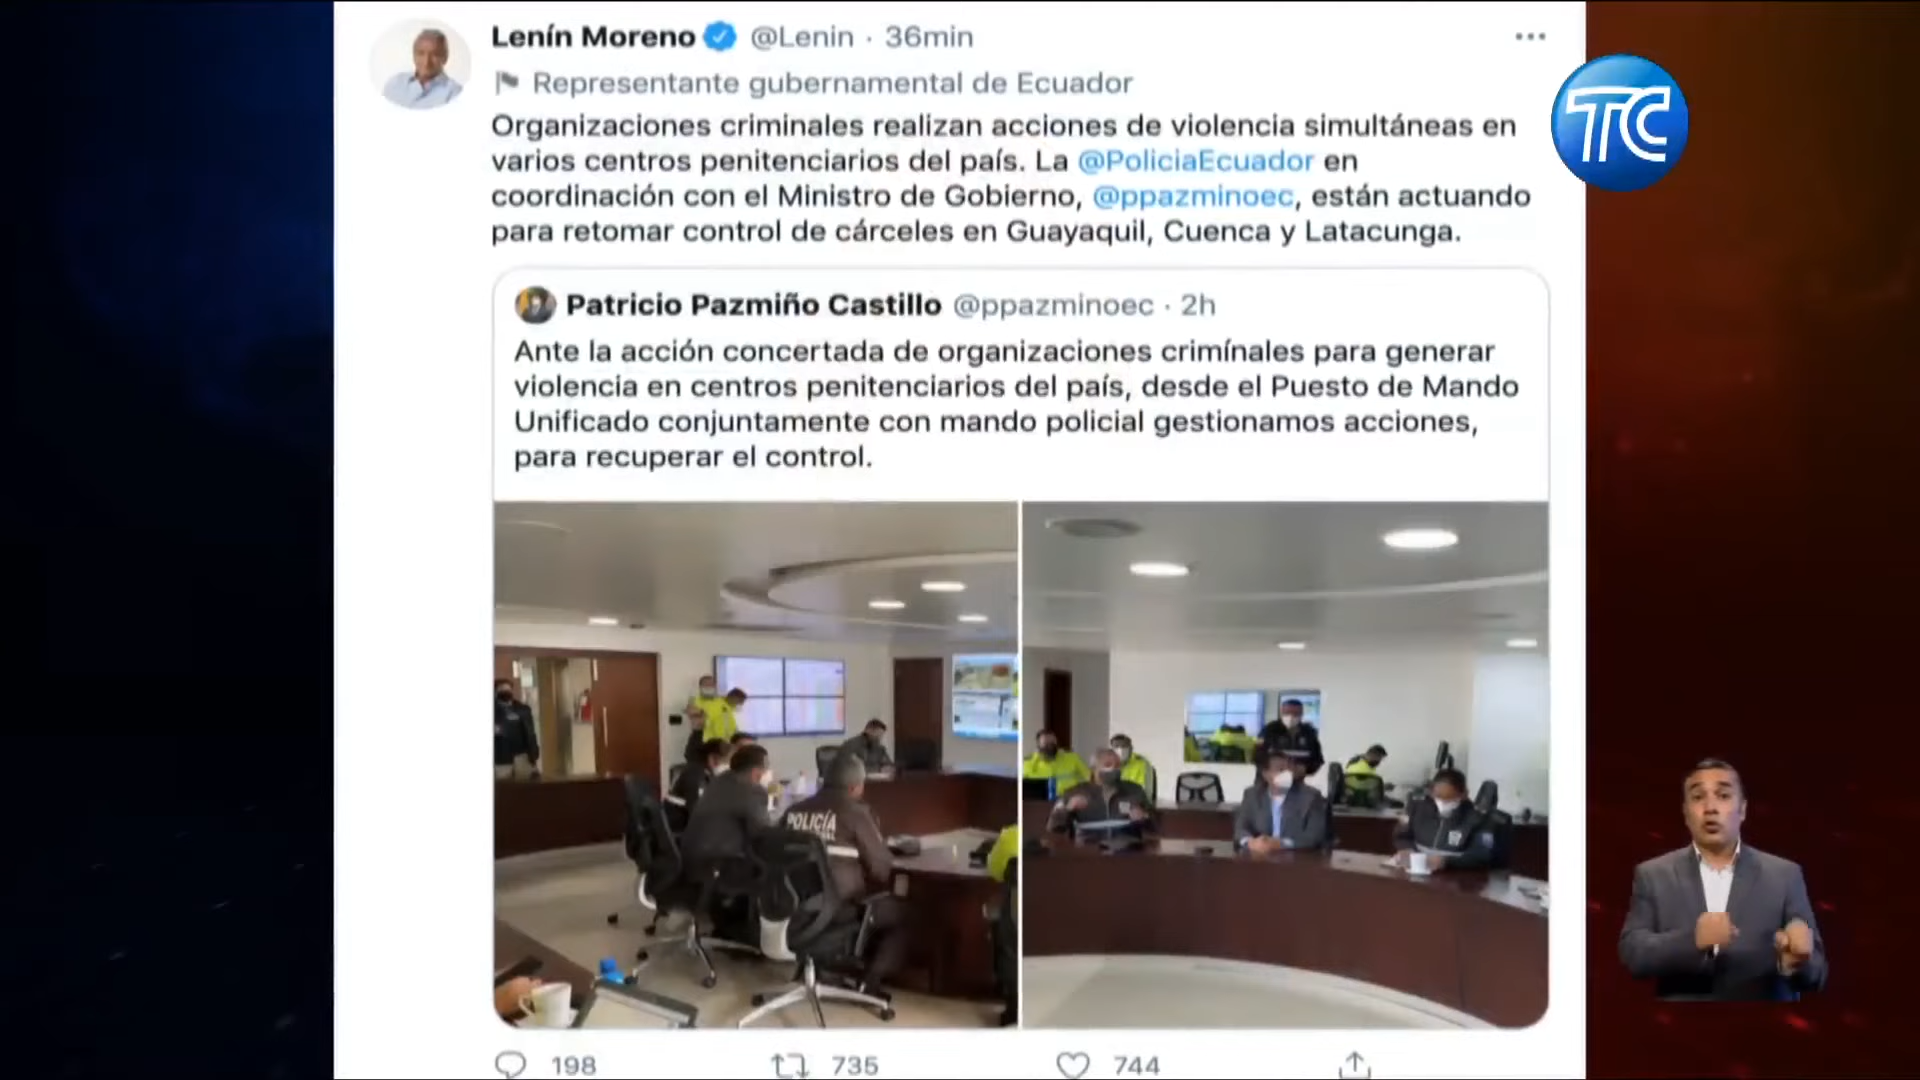 Lenín Moreno @Lenin · 36min
Representante gubernamental de Ecuador
Organizaciones criminales realizan acciones de violencia simultáneas en
varios centros penitenciarios del país. La @PoliciaEcuador en
coordinación con el Ministro de Gobierno, @ppazminoec, están actuando
para retomar control de cárceles en Guayaquil, Cuenca y Latacunga.
Patricio Pazmiño Castillo @ppazminoec · 2h
Ante la acción concertada de organizaciones crimínales para generar
violencia en centros penitenciarios del país, desde el Puesto de Mando
Unificado conjuntamente con mando policial gestionamos acciones,
para recuperar el control.
POLICÍA
198 735 744
TC